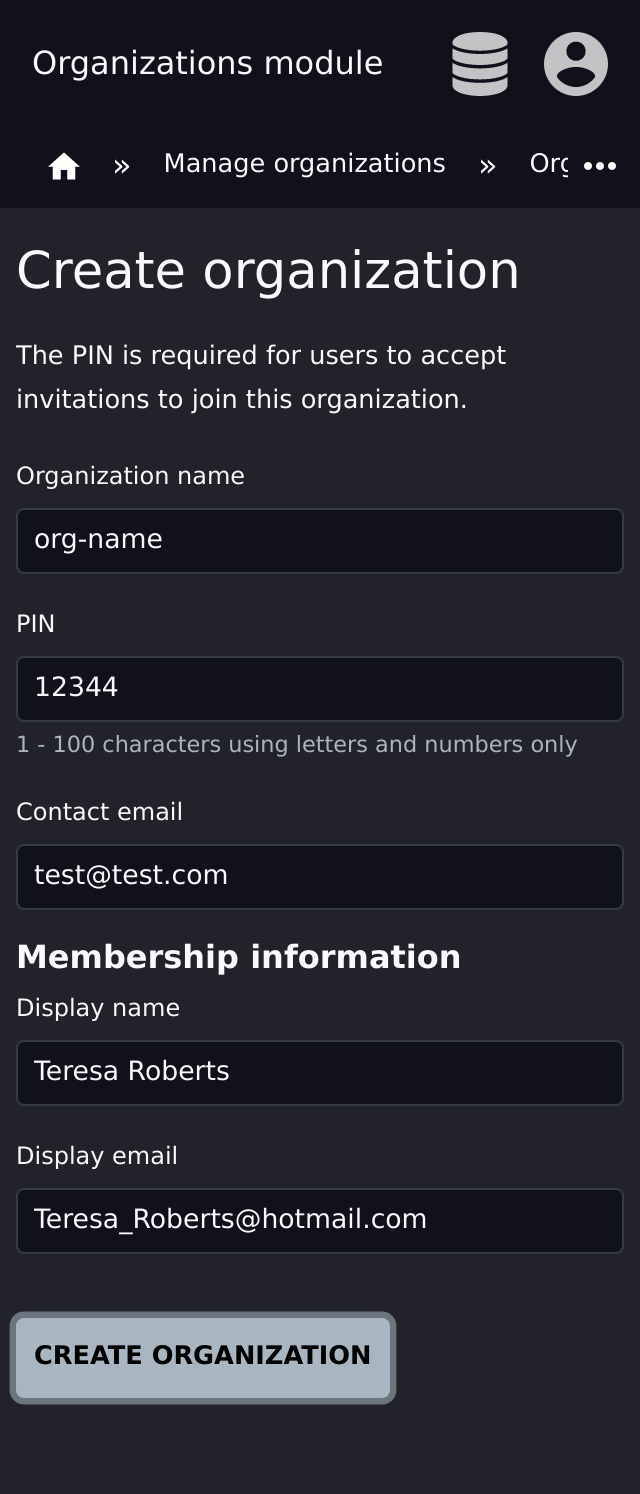 Organizations module
» Manage organizations » Org •••
Create organization
The PIN is required for users to accept
invitations to join this organization.
Organization name
org-name
PIN
12344
1 - 100 characters using letters and numbers only
Contact email
test@test.com
Membership information
Display name
Teresa Roberts
Display email
Teresa_Roberts@hotmail.com
CREATE ORGANIZATION